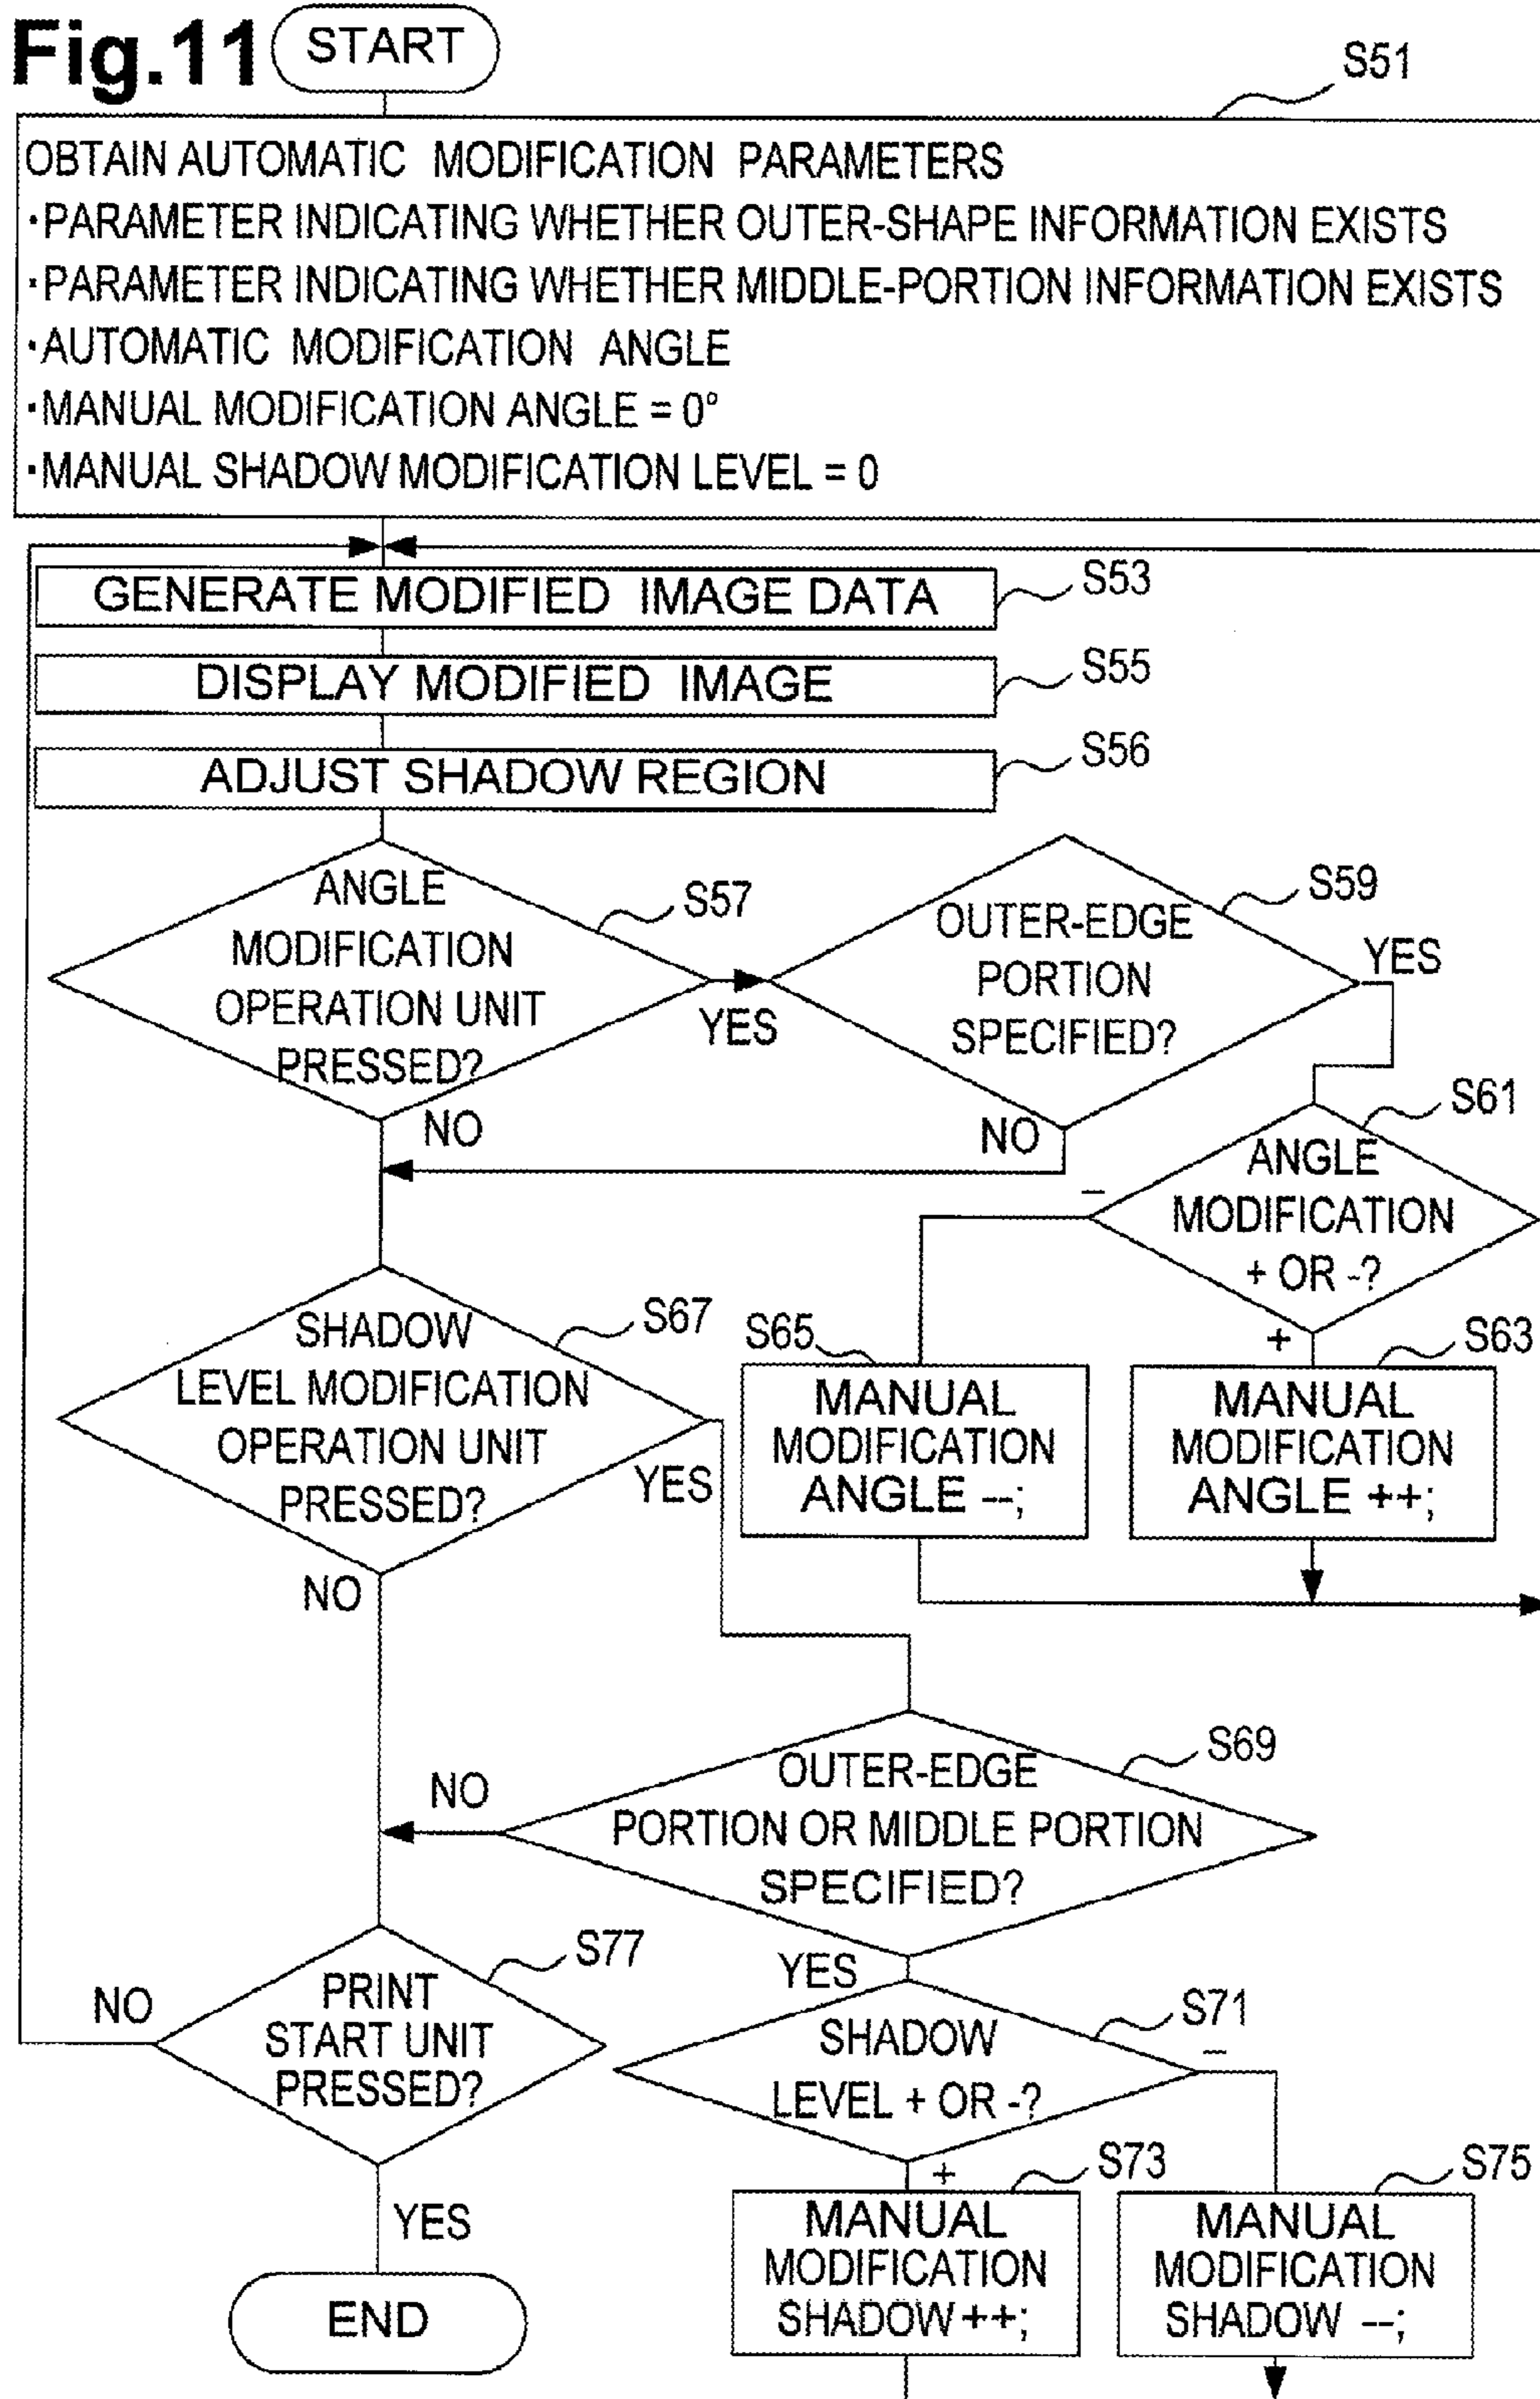 Fig.11
START
S51
OBTAIN AUTOMATIC MODIFICATION PARAMETERS
·PARAMETER INDICATING WHETHER OUTER-SHAPE INFORMATION EXISTS
·PARAMETER INDICATING WHETHER MIDDLE-PORTION INFORMATION EXISTS
·AUTOMATIC MODIFICATION ANGLE
·MANUAL MODIFICATION ANGLE = 0°
·MANUAL SHADOW MODIFICATION LEVEL = 0
GENERATE MODIFIED IMAGE DATA
S53
DISPLAY MODIFIED IMAGE
S55
ADJUST SHADOW REGION
S56
ANGLE
MODIFICATION
OPERATION UNIT
PRESSED?
S57
YES
NO
OUTER-EDGE
PORTION
SPECIFIED?
S59
YES
NO
ANGLE
MODIFICATION
+ OR -?
S61
–
+
S65
MANUAL
MODIFICATION
ANGLE --;
S63
MANUAL
MODIFICATION
ANGLE ++;
SHADOW
LEVEL MODIFICATION
OPERATION UNIT
PRESSED?
S67
YES
NO
OUTER-EDGE
PORTION OR MIDDLE PORTION
SPECIFIED?
S69
NO
YES
PRINT
START UNIT
PRESSED?
S77
NO
YES
SHADOW
LEVEL + OR -?
S71
–
+
S73
MANUAL
MODIFICATION
SHADOW ++;
S75
MANUAL
MODIFICATION
SHADOW --;
END